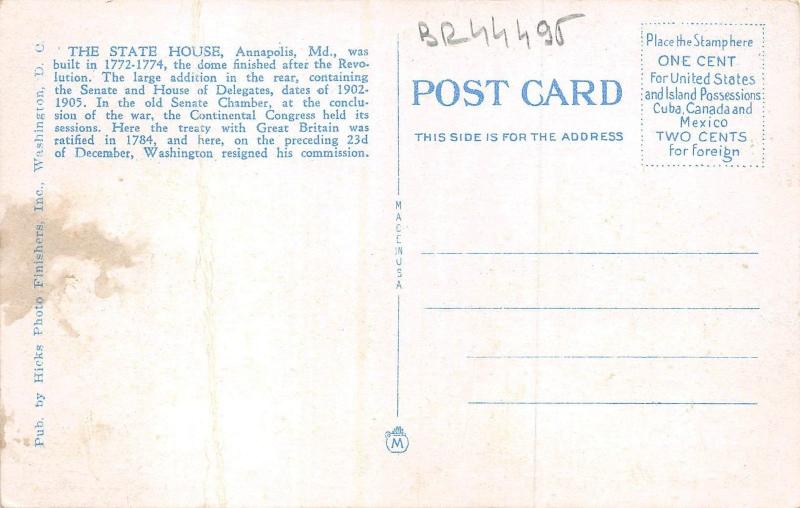 BR44495
THE STATE HOUSE, Annapolis, Md., was
built in 1772-1774, the dome finished after the Revo-
lution. The large addition in the rear, containing
the Senate and House of Delegates, dates of 1902-
1905. In the old Senate Chamber, at the conclu-
sion of the war, the Continental Congress held its
sessions. Here the treaty with Great Britain was
ratified in 1784, and here, on the preceding 23d
of December, Washington resigned his commission.
Pub. by Hicks Photo Finishers, Inc., Washington, D. C.
POST CARD
THIS SIDE IS FOR THE ADDRESS
Place the Stamp here
ONE CENT
For United States
and Island Possessions
Cuba, Canada and
Mexico
TWO CENTS
for Foreign
MADE IN USA
M